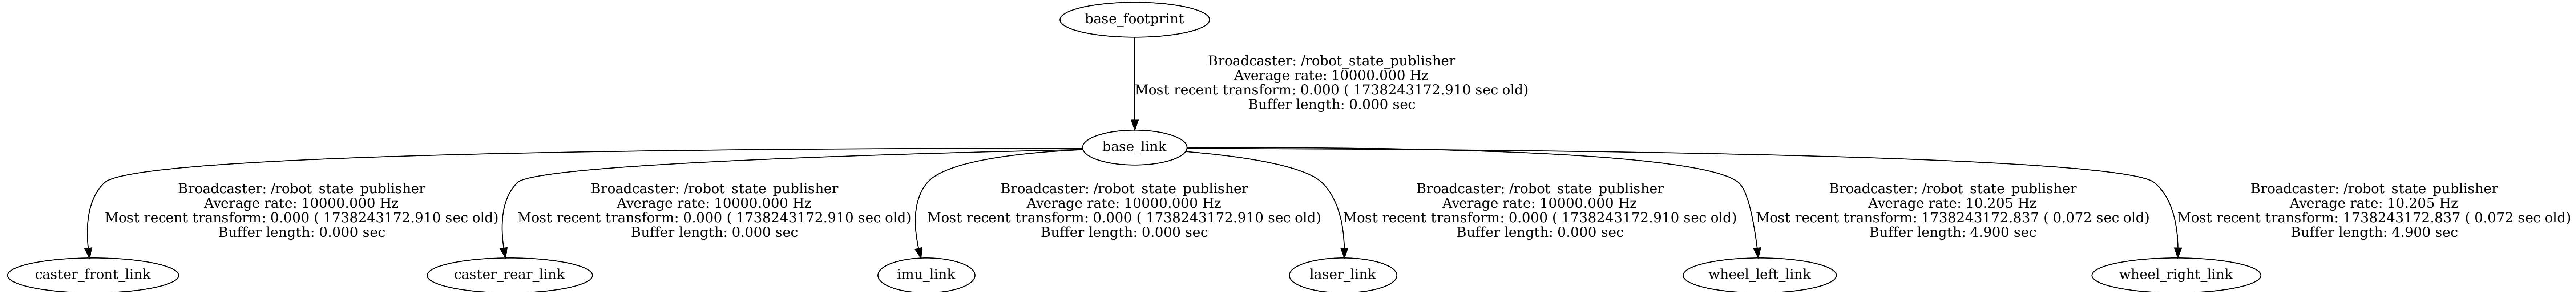 base_footprint
Broadcaster: /robot_state_publisher
Average rate: 10000.000 Hz
Most recent transform: 0.000 ( 1738243172.910 sec old)
Buffer length: 0.000 sec
base_link
Broadcaster: /robot_state_publisher
Average rate: 10000.000 Hz
Most recent transform: 0.000 ( 1738243172.910 sec old)
Buffer length: 0.000 sec
Broadcaster: /robot_state_publisher
Average rate: 10000.000 Hz
Most recent transform: 0.000 ( 1738243172.910 sec old)
Buffer length: 0.000 sec
Broadcaster: /robot_state_publisher
Average rate: 10000.000 Hz
Most recent transform: 0.000 ( 1738243172.910 sec old)
Buffer length: 0.000 sec
Broadcaster: /robot_state_publisher
Average rate: 10000.000 Hz
Most recent transform: 0.000 ( 1738243172.910 sec old)
Buffer length: 0.000 sec
Broadcaster: /robot_state_publisher
Average rate: 10.205 Hz
Most recent transform: 1738243172.837 ( 0.072 sec old)
Buffer length: 4.900 sec
Broadcaster: /robot_state_publisher
Average rate: 10.205 Hz
Most recent transform: 1738243172.837 ( 0.072 sec old)
Buffer length: 4.900 sec
caster_front_link
caster_rear_link
imu_link
laser_link
wheel_left_link
wheel_right_link